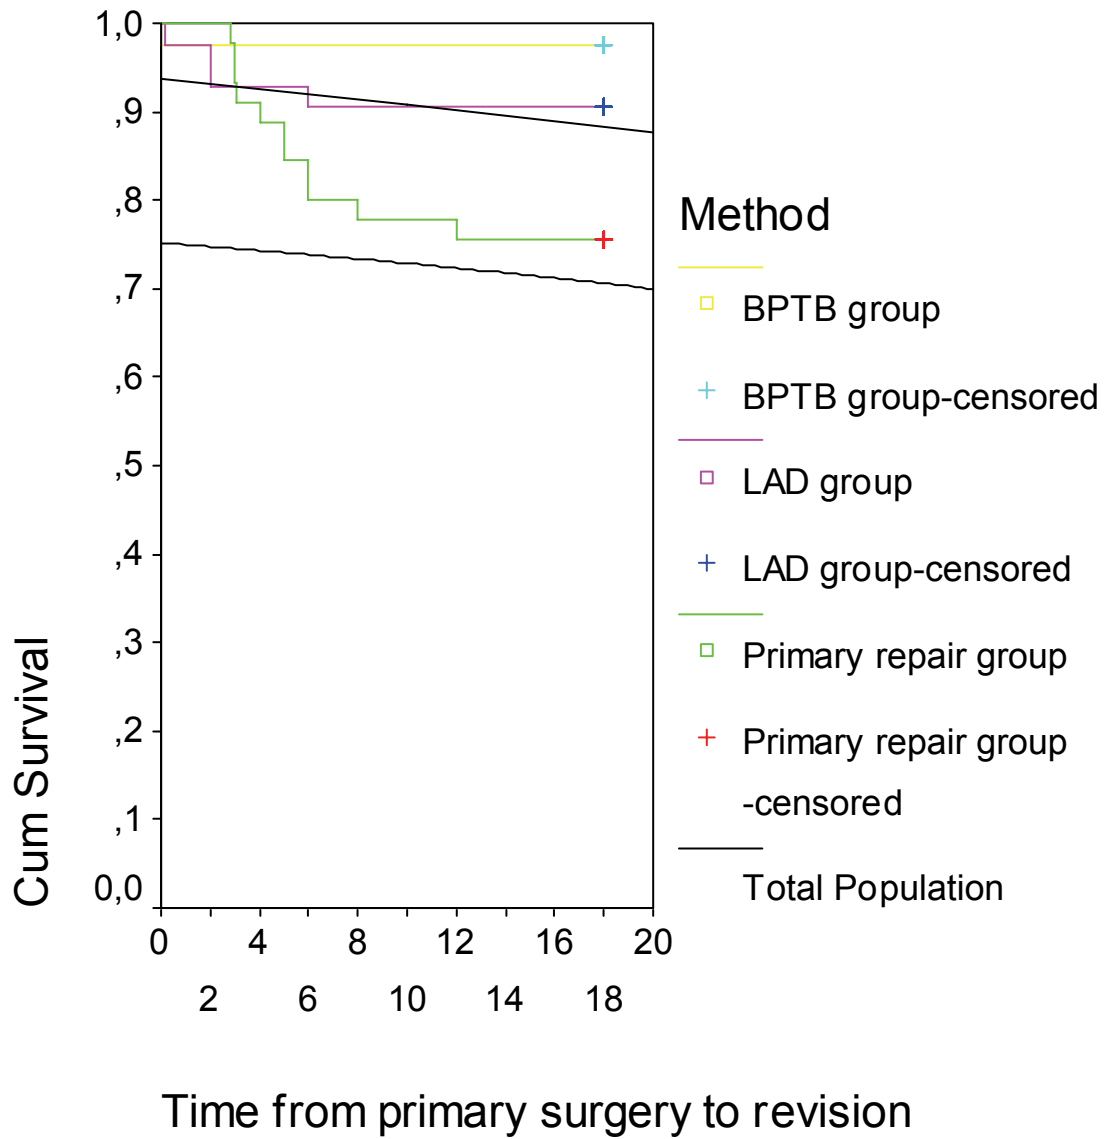 1,0
,9
,8
,7
,6
,5
,4
,3
,2
,1
0,0
Cum Survival
0 4 8 12 16 20
2 6 10 14 18
Time from primary surgery to revision
Method
BPTB group
BPTB group-censored
LAD group
LAD group-censored
Primary repair group
Primary repair group
-censored
Total Population